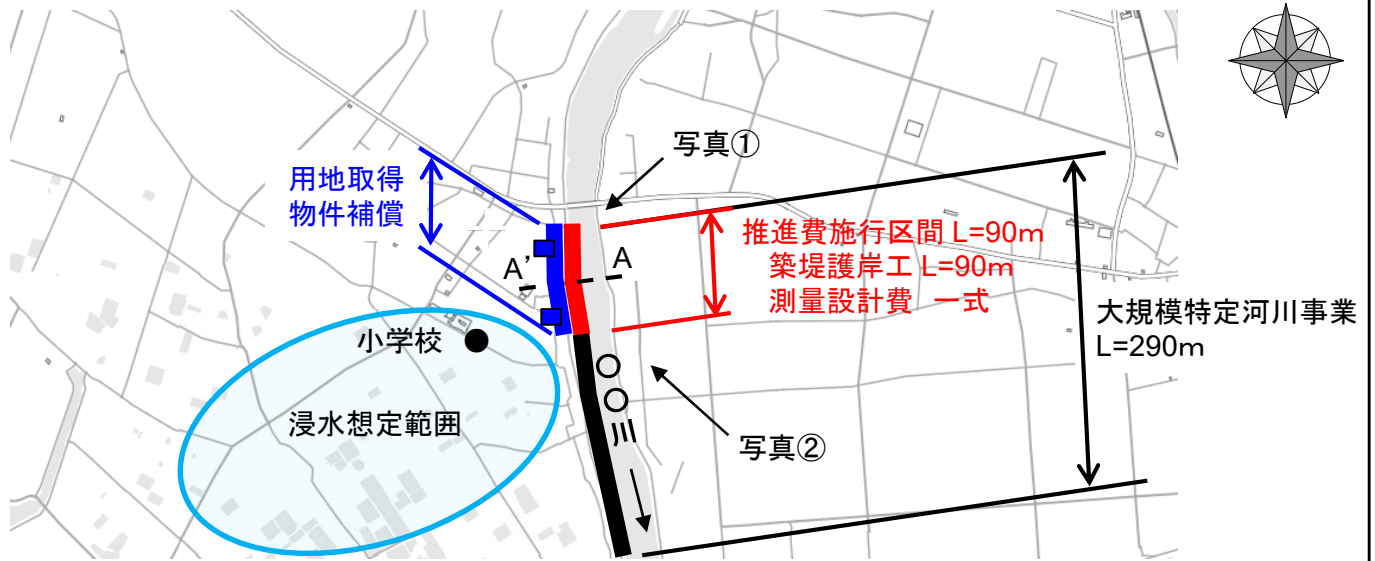 写真①
用地取得
物件補償
推進費施行区間 L=90m
築堤護岸工 L=90m
測量設計費 一式
A’
A
大規模特定河川事業
L=290m
小学校
○○川
浸水想定範囲
写真②